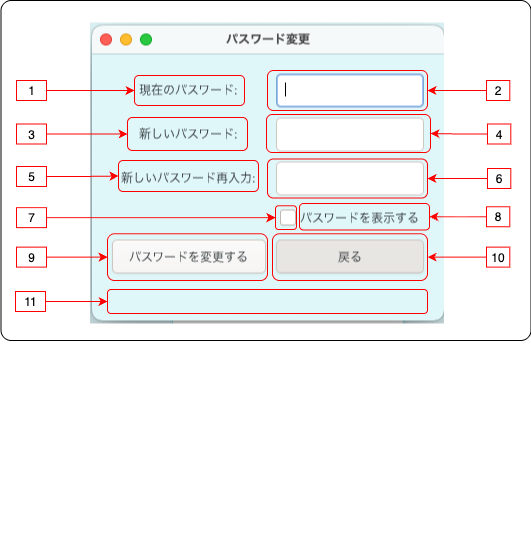 パスワード変更
1 現在のパスワード: 2
3 新しいパスワード: 4
5 新しいパスワード再入力: 6
7 パスワードを表示する 8
9 パスワードを変更する 戻る 10
11